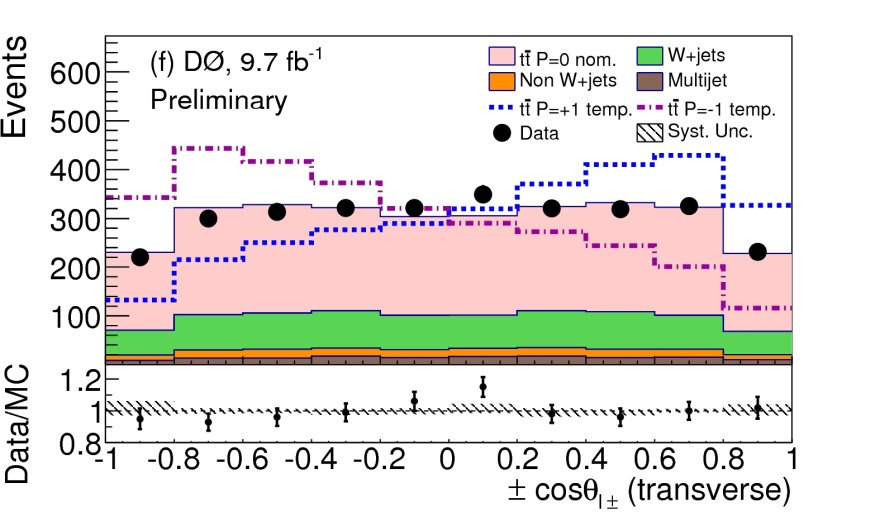 Events
600
500
400
300
200
100
(f) DØ, 9.7 fb⁻¹
Preliminary
tt̄ P=0 nom.
W+jets
Non W+jets
Multijet
tt̄ P=+1 temp.
tt̄ P=-1 temp.
Data
Syst. Unc.
Data/MC
1.2
1
0.8
-1 -0.8 -0.6 -0.4 -0.2 0 0.2 0.4 0.6 0.8 1
± cosθl± (transverse)